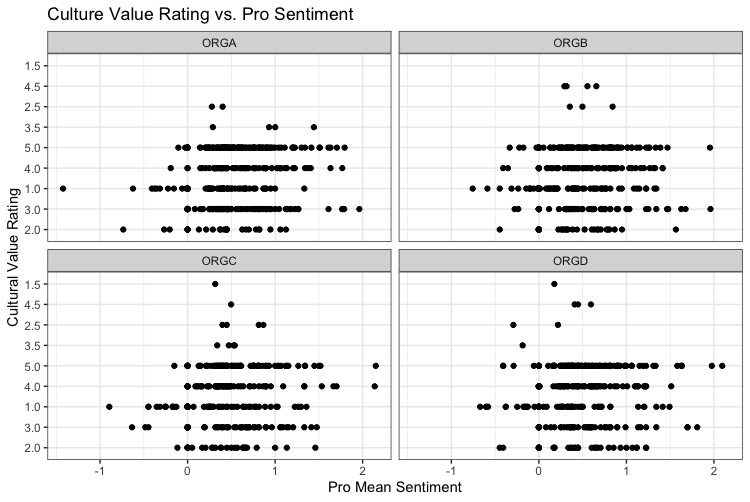 Culture Value Rating vs. Pro Sentiment
ORGA
ORGB
1.5
4.5
2.5
3.5
5.0
4.0
1.0
3.0
2.0
ORGC
ORGD
1.5
4.5
2.5
3.5
5.0
4.0
1.0
3.0
2.0
Cultural Value Rating
-1 0 1 2 -1 0 1 2
Pro Mean Sentiment